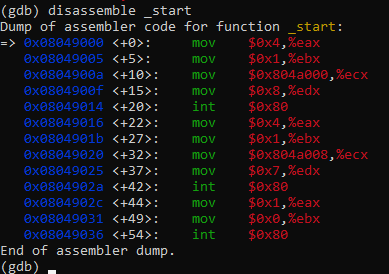 (gdb) disassemble _start
Dump of assembler code for function _start:
=> 0x08049000 <+0>:     mov    $0x4,%eax
   0x08049005 <+5>:     mov    $0x1,%ebx
   0x0804900a <+10>:    mov    $0x804a000,%ecx
   0x0804900f <+15>:    mov    $0x8,%edx
   0x08049014 <+20>:    int    $0x80
   0x08049016 <+22>:    mov    $0x4,%eax
   0x0804901b <+27>:    mov    $0x1,%ebx
   0x08049020 <+32>:    mov    $0x804a008,%ecx
   0x08049025 <+37>:    mov    $0x7,%edx
   0x0804902a <+42>:    int    $0x80
   0x0804902c <+44>:    mov    $0x1,%eax
   0x08049031 <+49>:    mov    $0x0,%ebx
   0x08049036 <+54>:    int    $0x80
End of assembler dump.
(gdb)